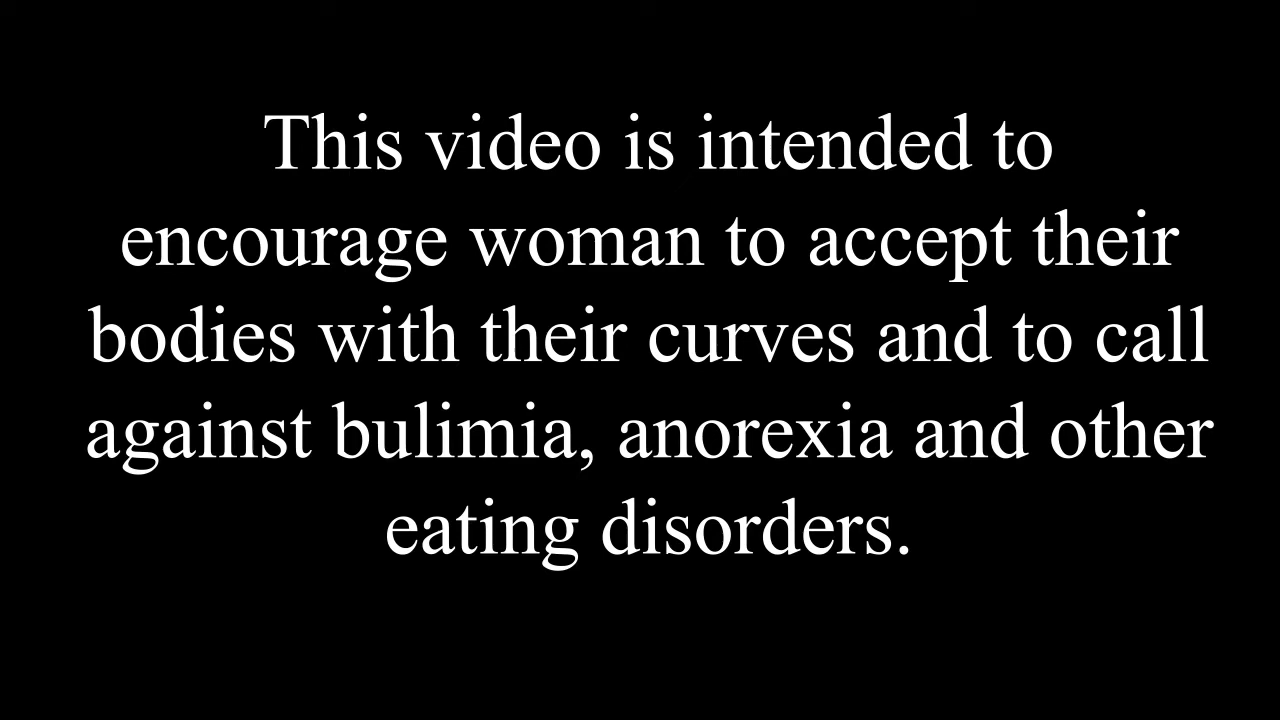 This video is intended to
encourage woman to accept their
bodies with their curves and to call
against bulimia, anorexia and other
eating disorders.